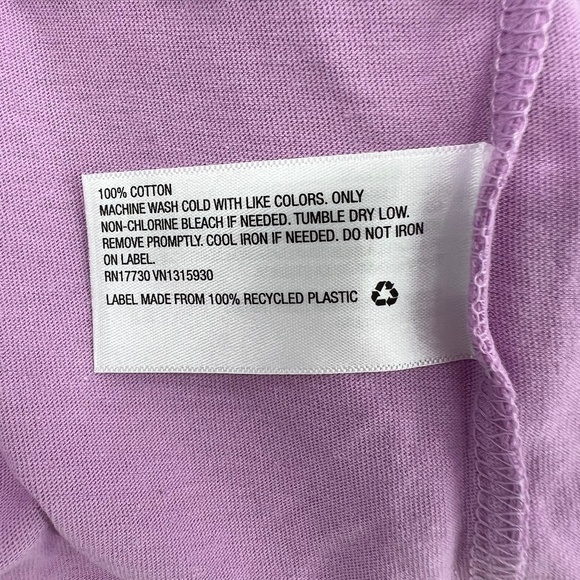 100% COTTON
MACHINE WASH COLD WITH LIKE COLORS. ONLY
NON-CHLORINE BLEACH IF NEEDED. TUMBLE DRY LOW.
REMOVE PROMPTLY. COOL IRON IF NEEDED. DO NOT IRON
ON LABEL.
RN17730 VN1315930
LABEL MADE FROM 100% RECYCLED PLASTIC